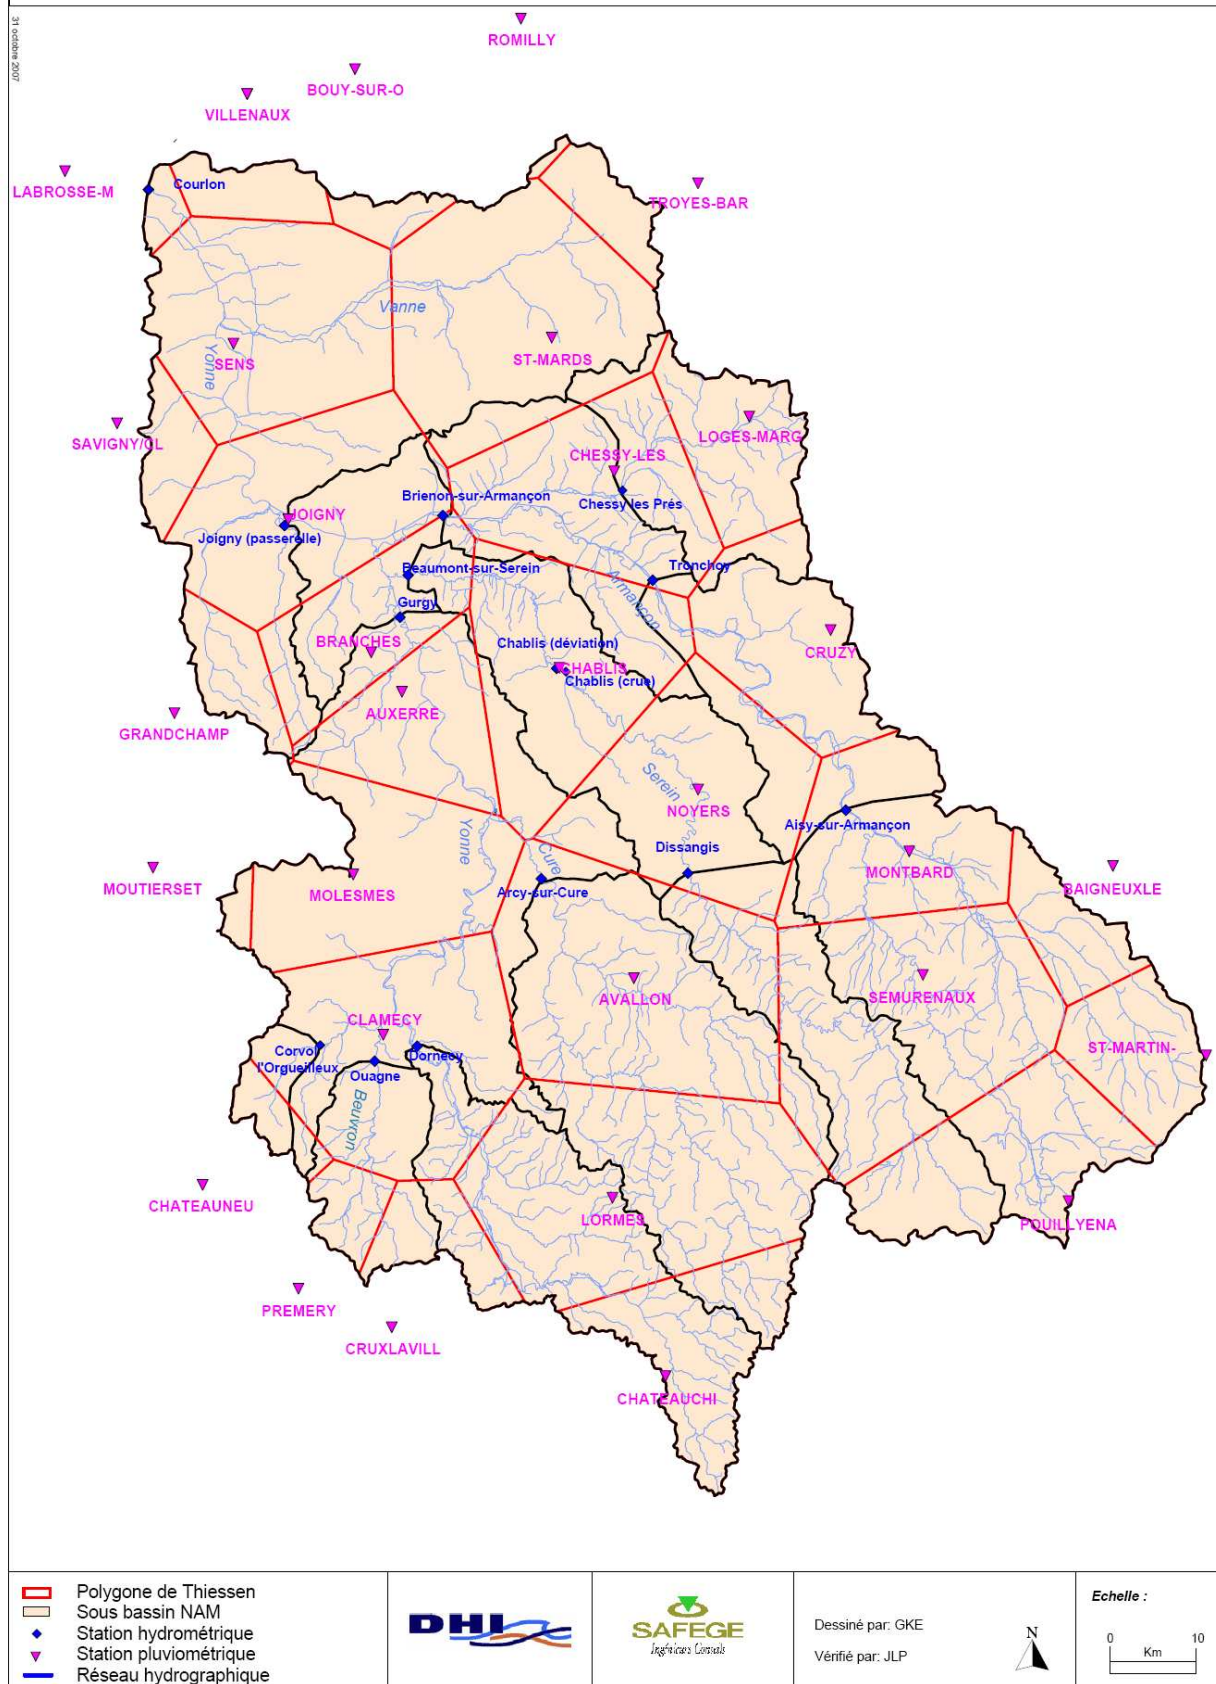 31 octobre 2007
ROMILLY
BOUY-SUR-O
VILLENAUX
LABROSSE-M
Courlon
TROYES-BAR
Vanne
SENS
Yonne
ST-MARDS
SAVIGNY/CL
LOGES-MARG
CHESSY-LES
Brienon-sur-Armançon
Chessy les Prés
JOIGNY
Joigny (passerelle)
Beaumont-sur-Serein
Tronchoy
Armançon
Gurgy
BRANCHES
Chablis (déviation)
CRUZY
CHABLIS
Chablis (crue)
AUXERRE
GRANDCHAMP
Serein
NOYERS
Yonne
Cure
Aisy-sur-Armançon
Dissangis
MOUTIERSET
MOLESMES
Arcy-sur-Cure
MONTBARD
BAIGNEUXLE
AVALLON
SEMURENAUX
CLAMECY
Corvol
l'Orgueilleux
Dornecy
Ouagne
ST-MARTIN-
Beuvron
CHATEAUNEU
LORMES
POUILLYENA
PREMERY
CRUXLAVILL
CHATEAUCHI
Polygone de Thiessen
Sous bassin NAM
Station hydrométrique
Station pluviométrique
Réseau hydrographique
DHI
SAFEGE
Ingénieurs Conseils
Dessiné par: GKE
Vérifié par: JLP
N
Echelle :
0 10
Km